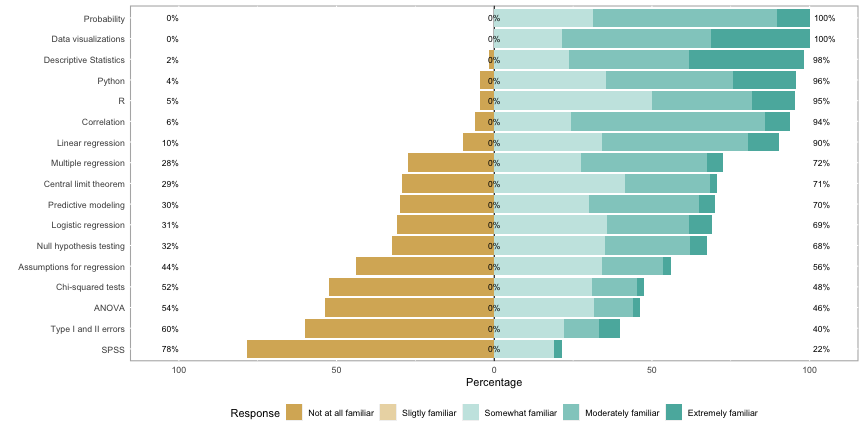 Probability 0% 0% 100%
Data visualizations 0% 0% 100%
Descriptive Statistics 2% 0% 98%
Python 4% 0% 96%
R 5% 0% 95%
Correlation 6% 0% 94%
Linear regression 10% 0% 90%
Multiple regression 28% 0% 72%
Central limit theorem 29% 0% 71%
Predictive modeling 30% 0% 70%
Logistic regression 31% 0% 69%
Null hypothesis testing 32% 0% 68%
Assumptions for regression 44% 0% 56%
Chi-squared tests 52% 0% 48%
ANOVA 54% 0% 46%
Type I and II errors 60% 0% 40%
SPSS 78% 0% 22%
100 50 0 50 100
Percentage
Response Not at all familiar Sligtly familiar Somewhat familiar Moderately familiar Extremely familiar